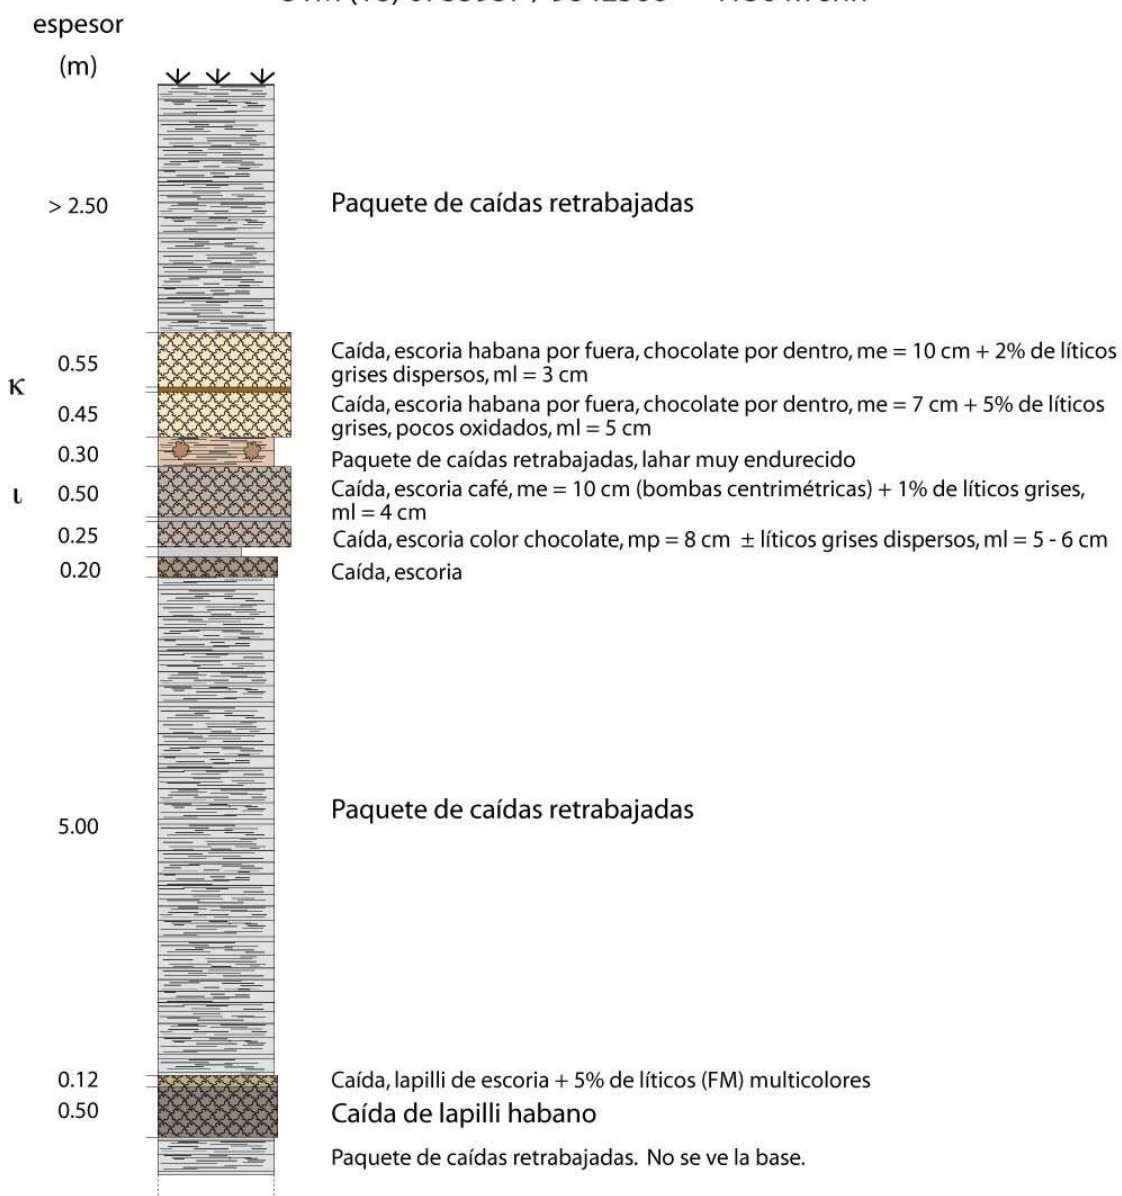 espesor
(m)
> 2.50
Paquete de caídas retrabajadas
0.55
Caída, escoria habana por fuera, chocolate por dentro, me = 10 cm + 2% de líticos
grises dispersos, ml = 3 cm
κ
0.45
Caída, escoria habana por fuera, chocolate por dentro, me = 7 cm + 5% de líticos
grises, pocos oxidados, ml = 5 cm
0.30
Paquete de caídas retrabajadas, lahar muy endurecido
ι
0.50
Caída, escoria café, me = 10 cm (bombas centrimétricas) + 1% de líticos grises,
ml = 4 cm
0.25
Caída, escoria color chocolate, mp = 8 cm ± líticos grises dispersos, ml = 5 - 6 cm
0.20
Caída, escoria
5.00
Paquete de caídas retrabajadas
0.12
Caída, lapilli de escoria + 5% de líticos (FM) multicolores
0.50
Caída de lapilli habano
Paquete de caídas retrabajadas. No se ve la base.